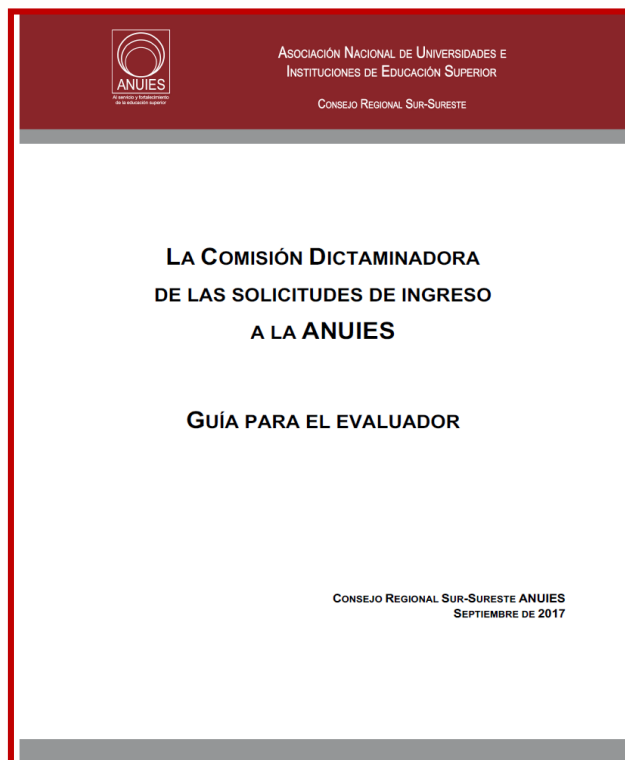 ANUIES
Al servicio y fortalecimiento
de la educación superior
ASOCIACIÓN NACIONAL DE UNIVERSIDADES E
INSTITUCIONES DE EDUCACIÓN SUPERIOR
CONSEJO REGIONAL SUR-SURESTE
LA COMISIÓN DICTAMINADORA
DE LAS SOLICITUDES DE INGRESO
A LA ANUIES
GUÍA PARA EL EVALUADOR
CONSEJO REGIONAL SUR-SURESTE ANUIES
SEPTIEMBRE DE 2017